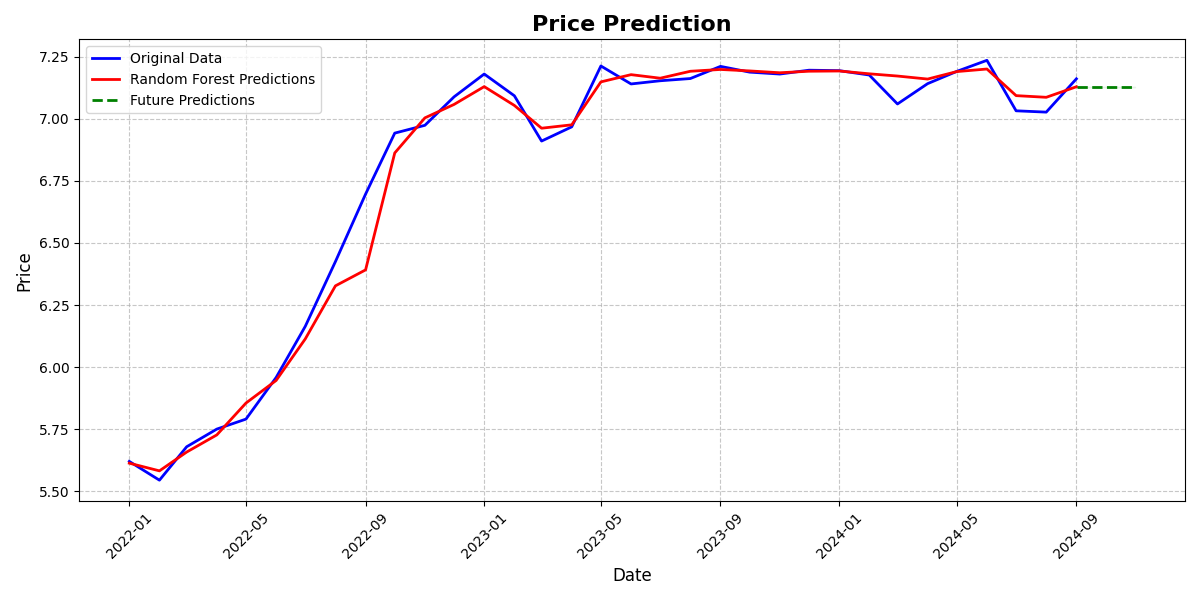 Price Prediction
Original Data
Random Forest Predictions
Future Predictions
7.25
7.00
6.75
6.50
6.25
6.00
5.75
5.50
Price
2022-01
2022-05
2022-09
2023-01
2023-05
2023-09
2024-01
2024-05
2024-09
Date